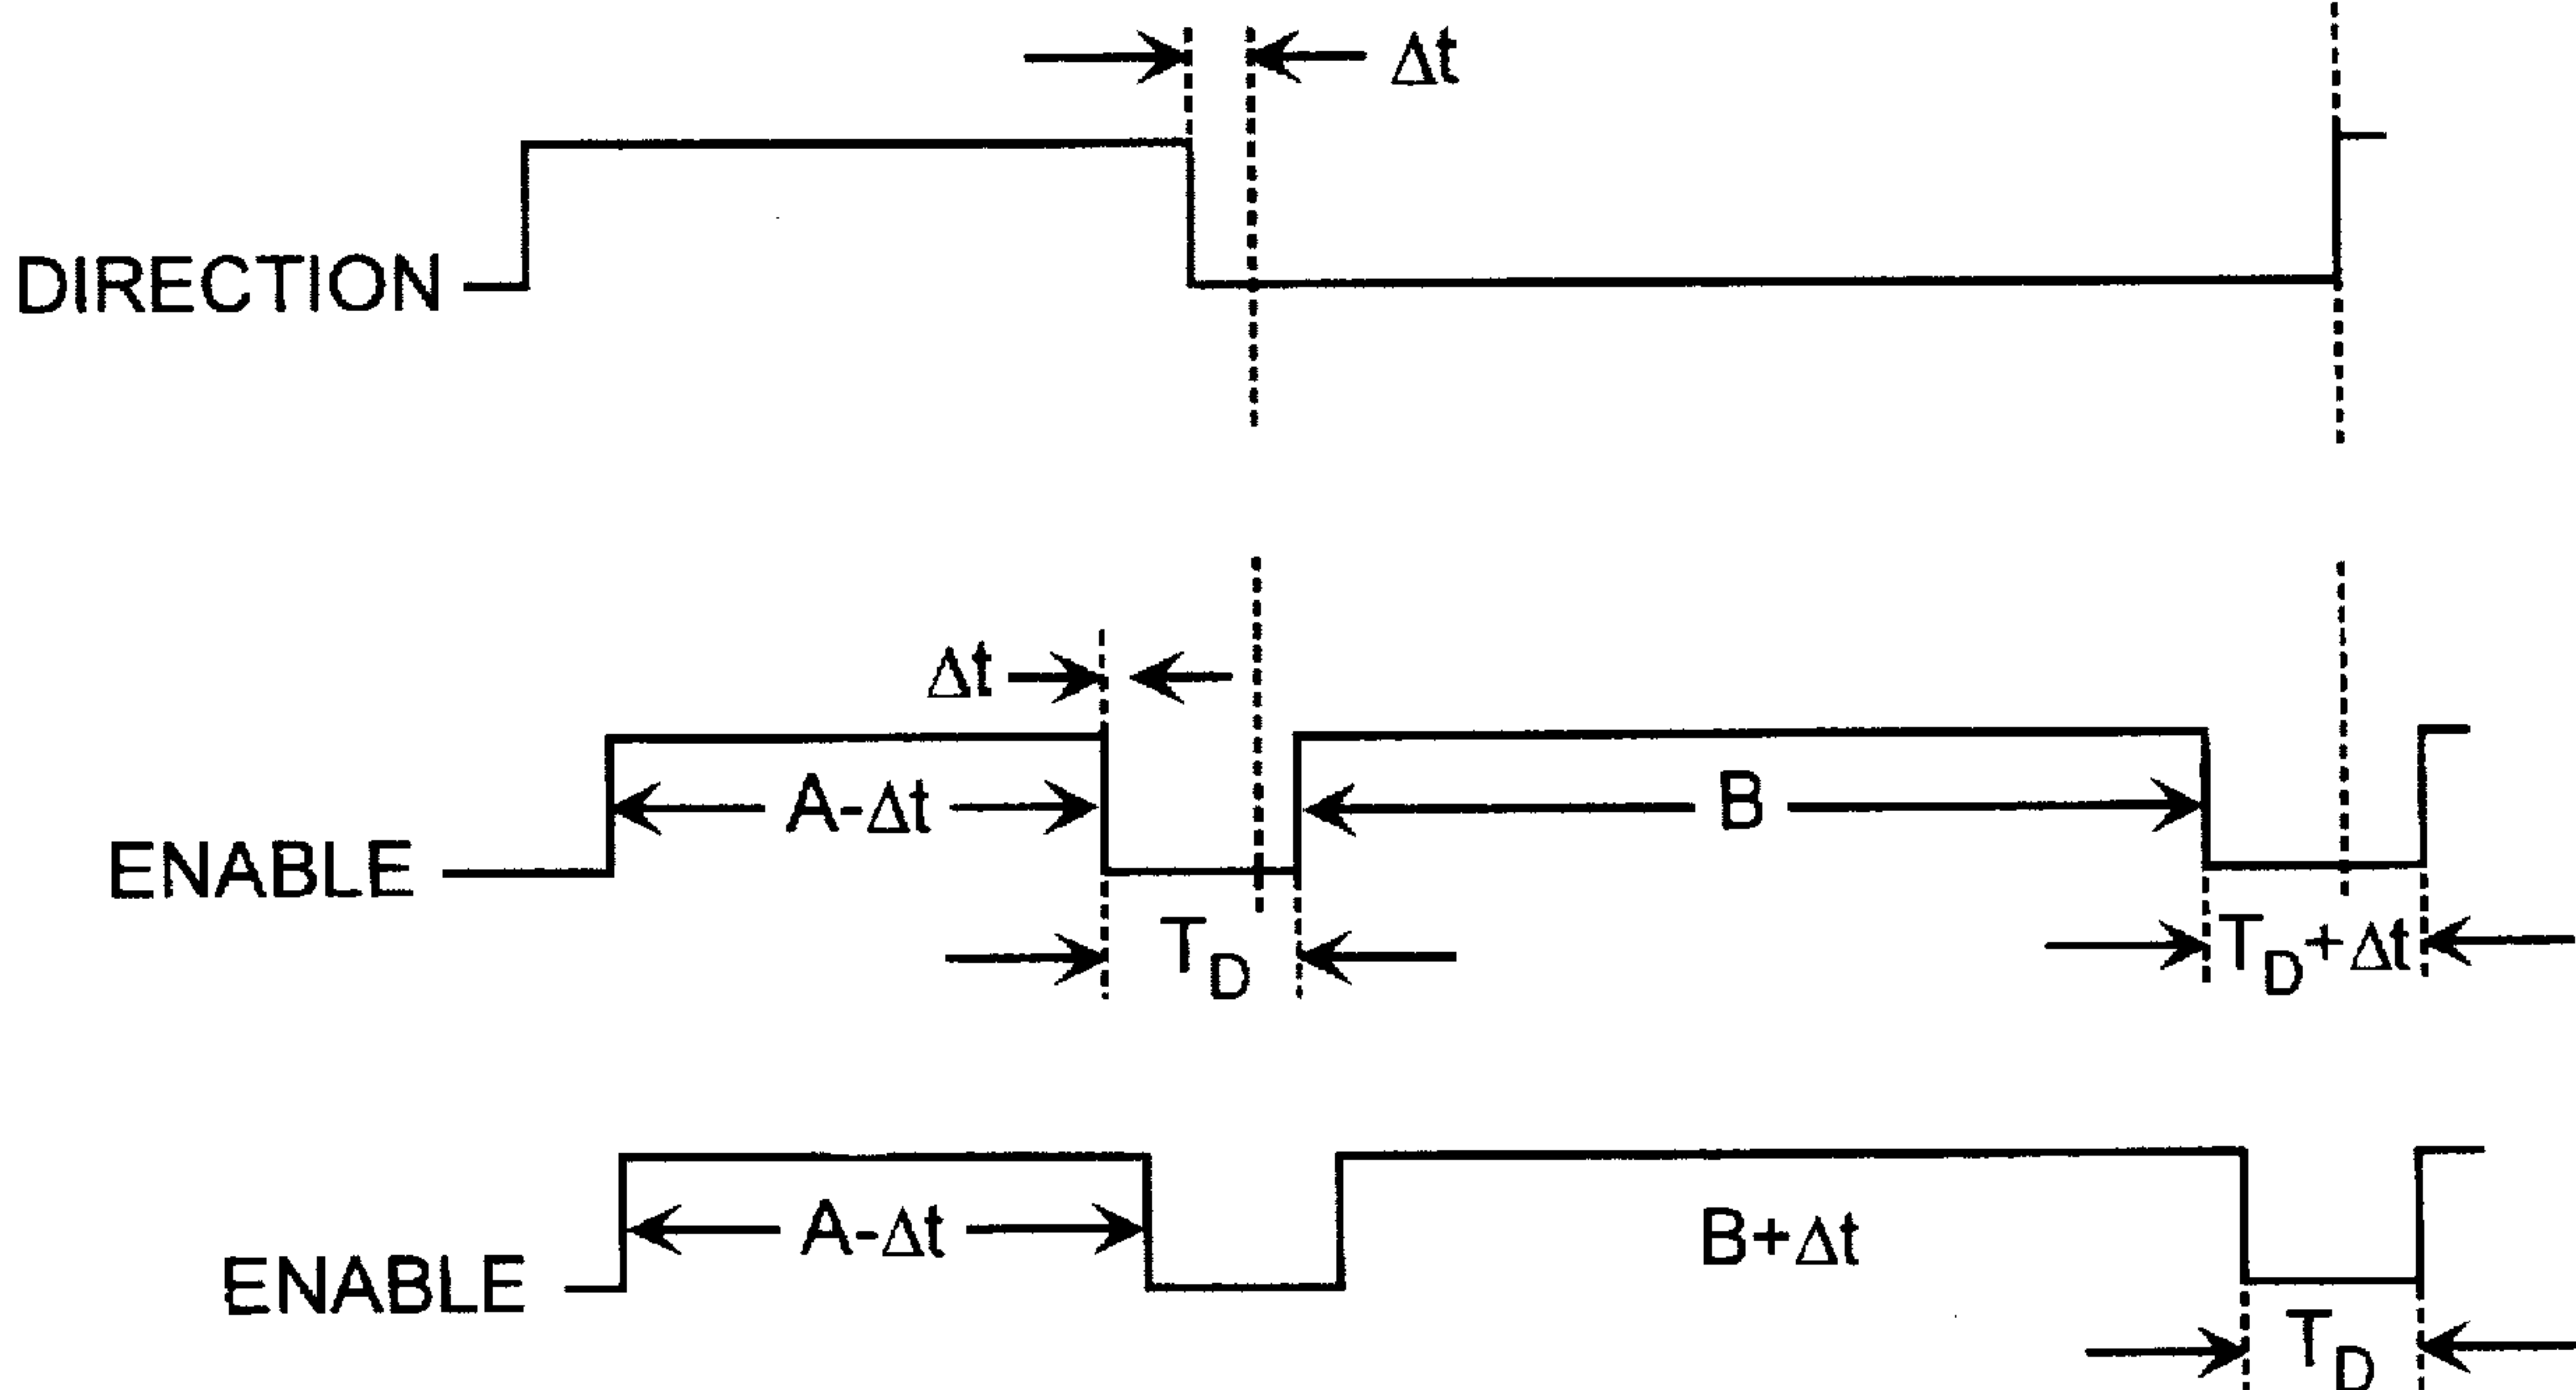 Δt
DIRECTION
Δt
A-Δt
B
ENABLE
T_D
T_D+Δt
A-Δt
B+Δt
ENABLE
T_D